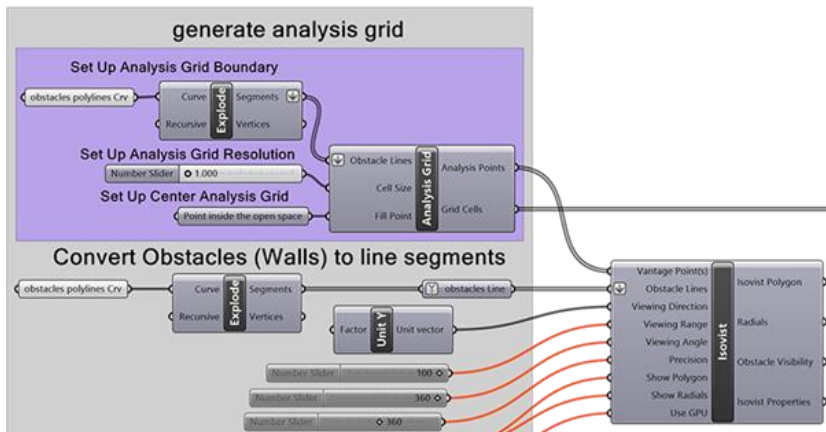 generate analysis grid
Set Up Analysis Grid Boundary
obstacles polylines Crv
Curve
Recursive
Explode
Segments
Vertices
Set Up Analysis Grid Resolution
Number Slider
1.000
Set Up Center Analysis Grid
Point inside the open space
Obstacle Lines
Cell Size
Fill Point
Analysis Grid
Analysis Points
Grid Cells
Convert Obstacles (Walls) to line segments
obstacles polylines Crv
Curve
Recursive
Explode
Segments
Vertices
obstacles Line
Factor
Unit Y
Unit vector
Number Slider
100
Number Slider
360
Number Slider
360
Vantage Point(s)
Obstacle Lines
Viewing Direction
Viewing Range
Viewing Angle
Precision
Show Polygon
Show Radials
Use GPU
Isovist
Isovist Polygon
Radials
Obstacle Visibility
Isovist Properties